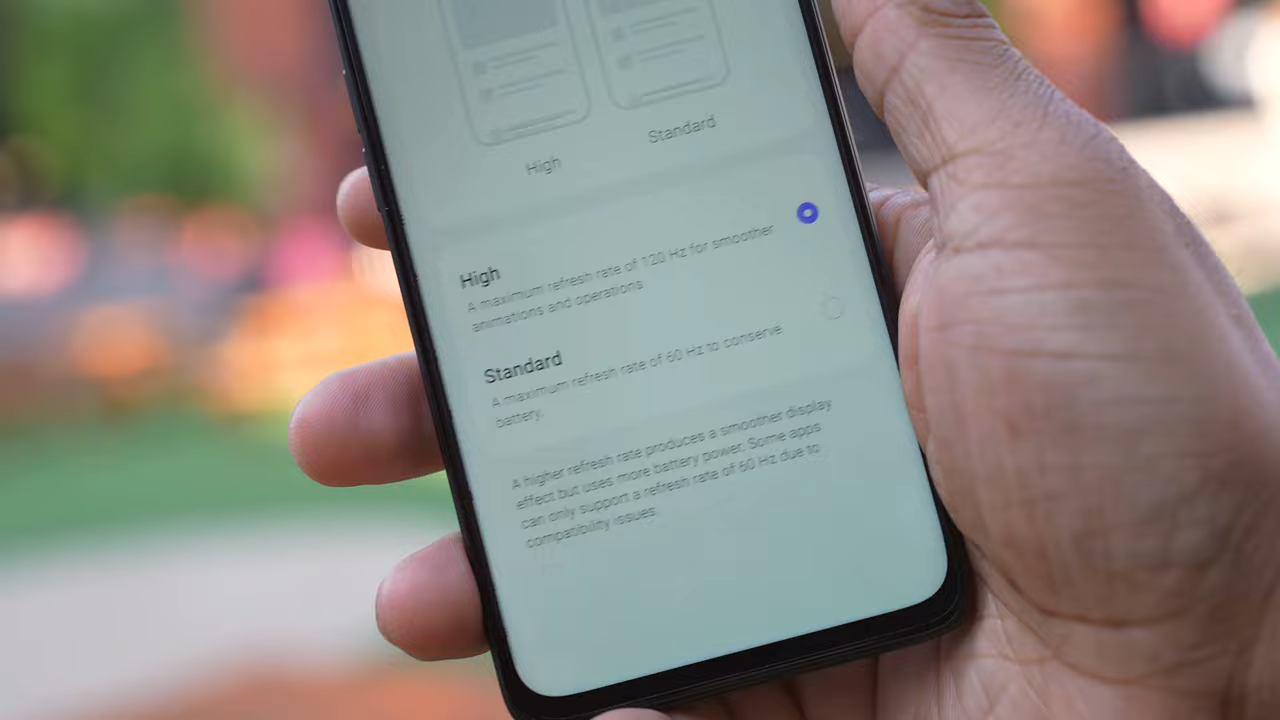 High
Standard
High
A maximum refresh rate of 120 Hz for smoother
animations and operations
Standard
A maximum refresh rate of 60 Hz to conserve
battery.
A higher refresh rate produces a smoother display
effect but uses more battery power. Some apps
can only support a refresh rate of 60 Hz due to
compatibility issues.